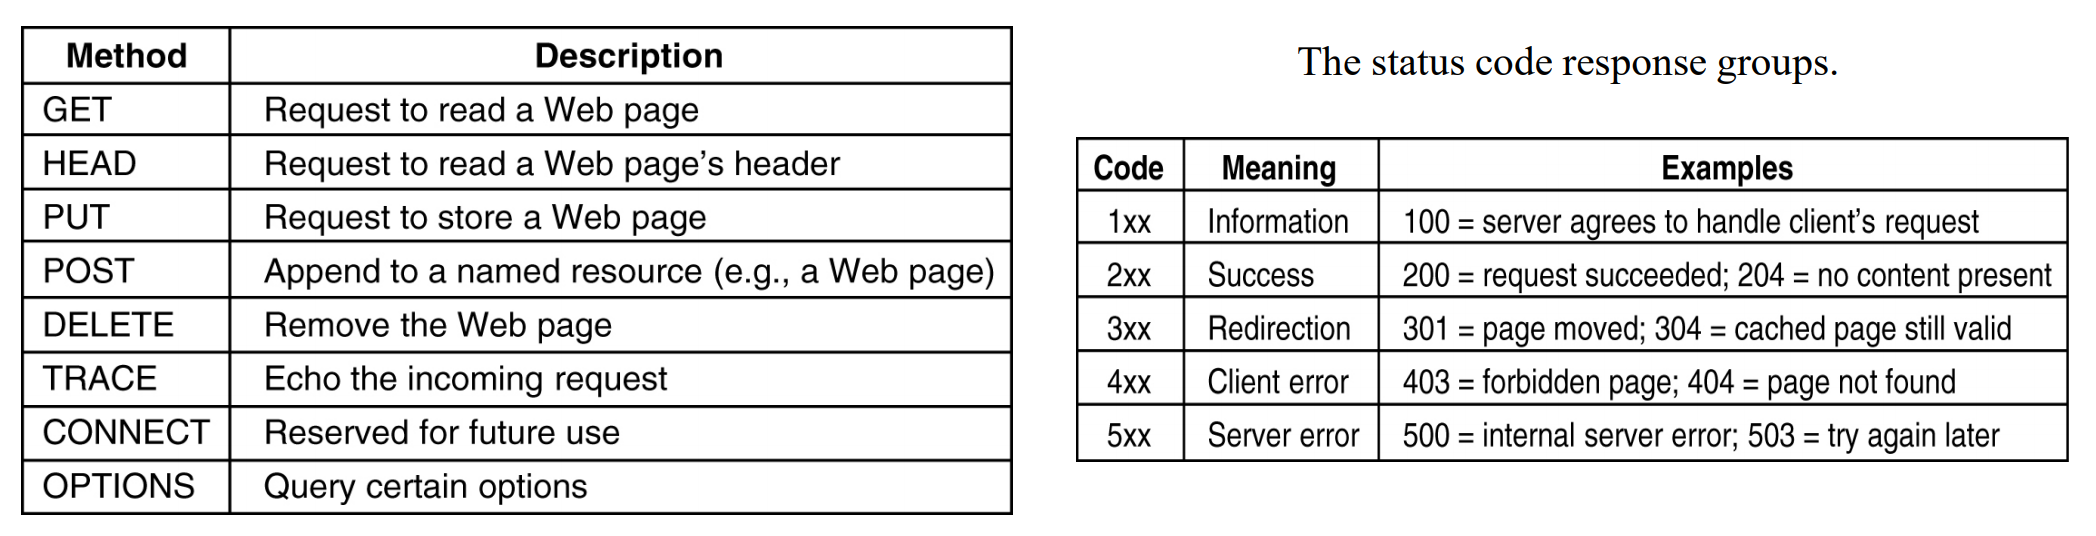 Method Description
GET Request to read a Web page
HEAD Request to read a Web page’s header
PUT Request to store a Web page
POST Append to a named resource (e.g., a Web page)
DELETE Remove the Web page
TRACE Echo the incoming request
CONNECT Reserved for future use
OPTIONS Query certain options
The status code response groups.
Code Meaning Examples
1xx Information 100 = server agrees to handle client’s request
2xx Success 200 = request succeeded; 204 = no content present
3xx Redirection 301 = page moved; 304 = cached page still valid
4xx Client error 403 = forbidden page; 404 = page not found
5xx Server error 500 = internal server error; 503 = try again later